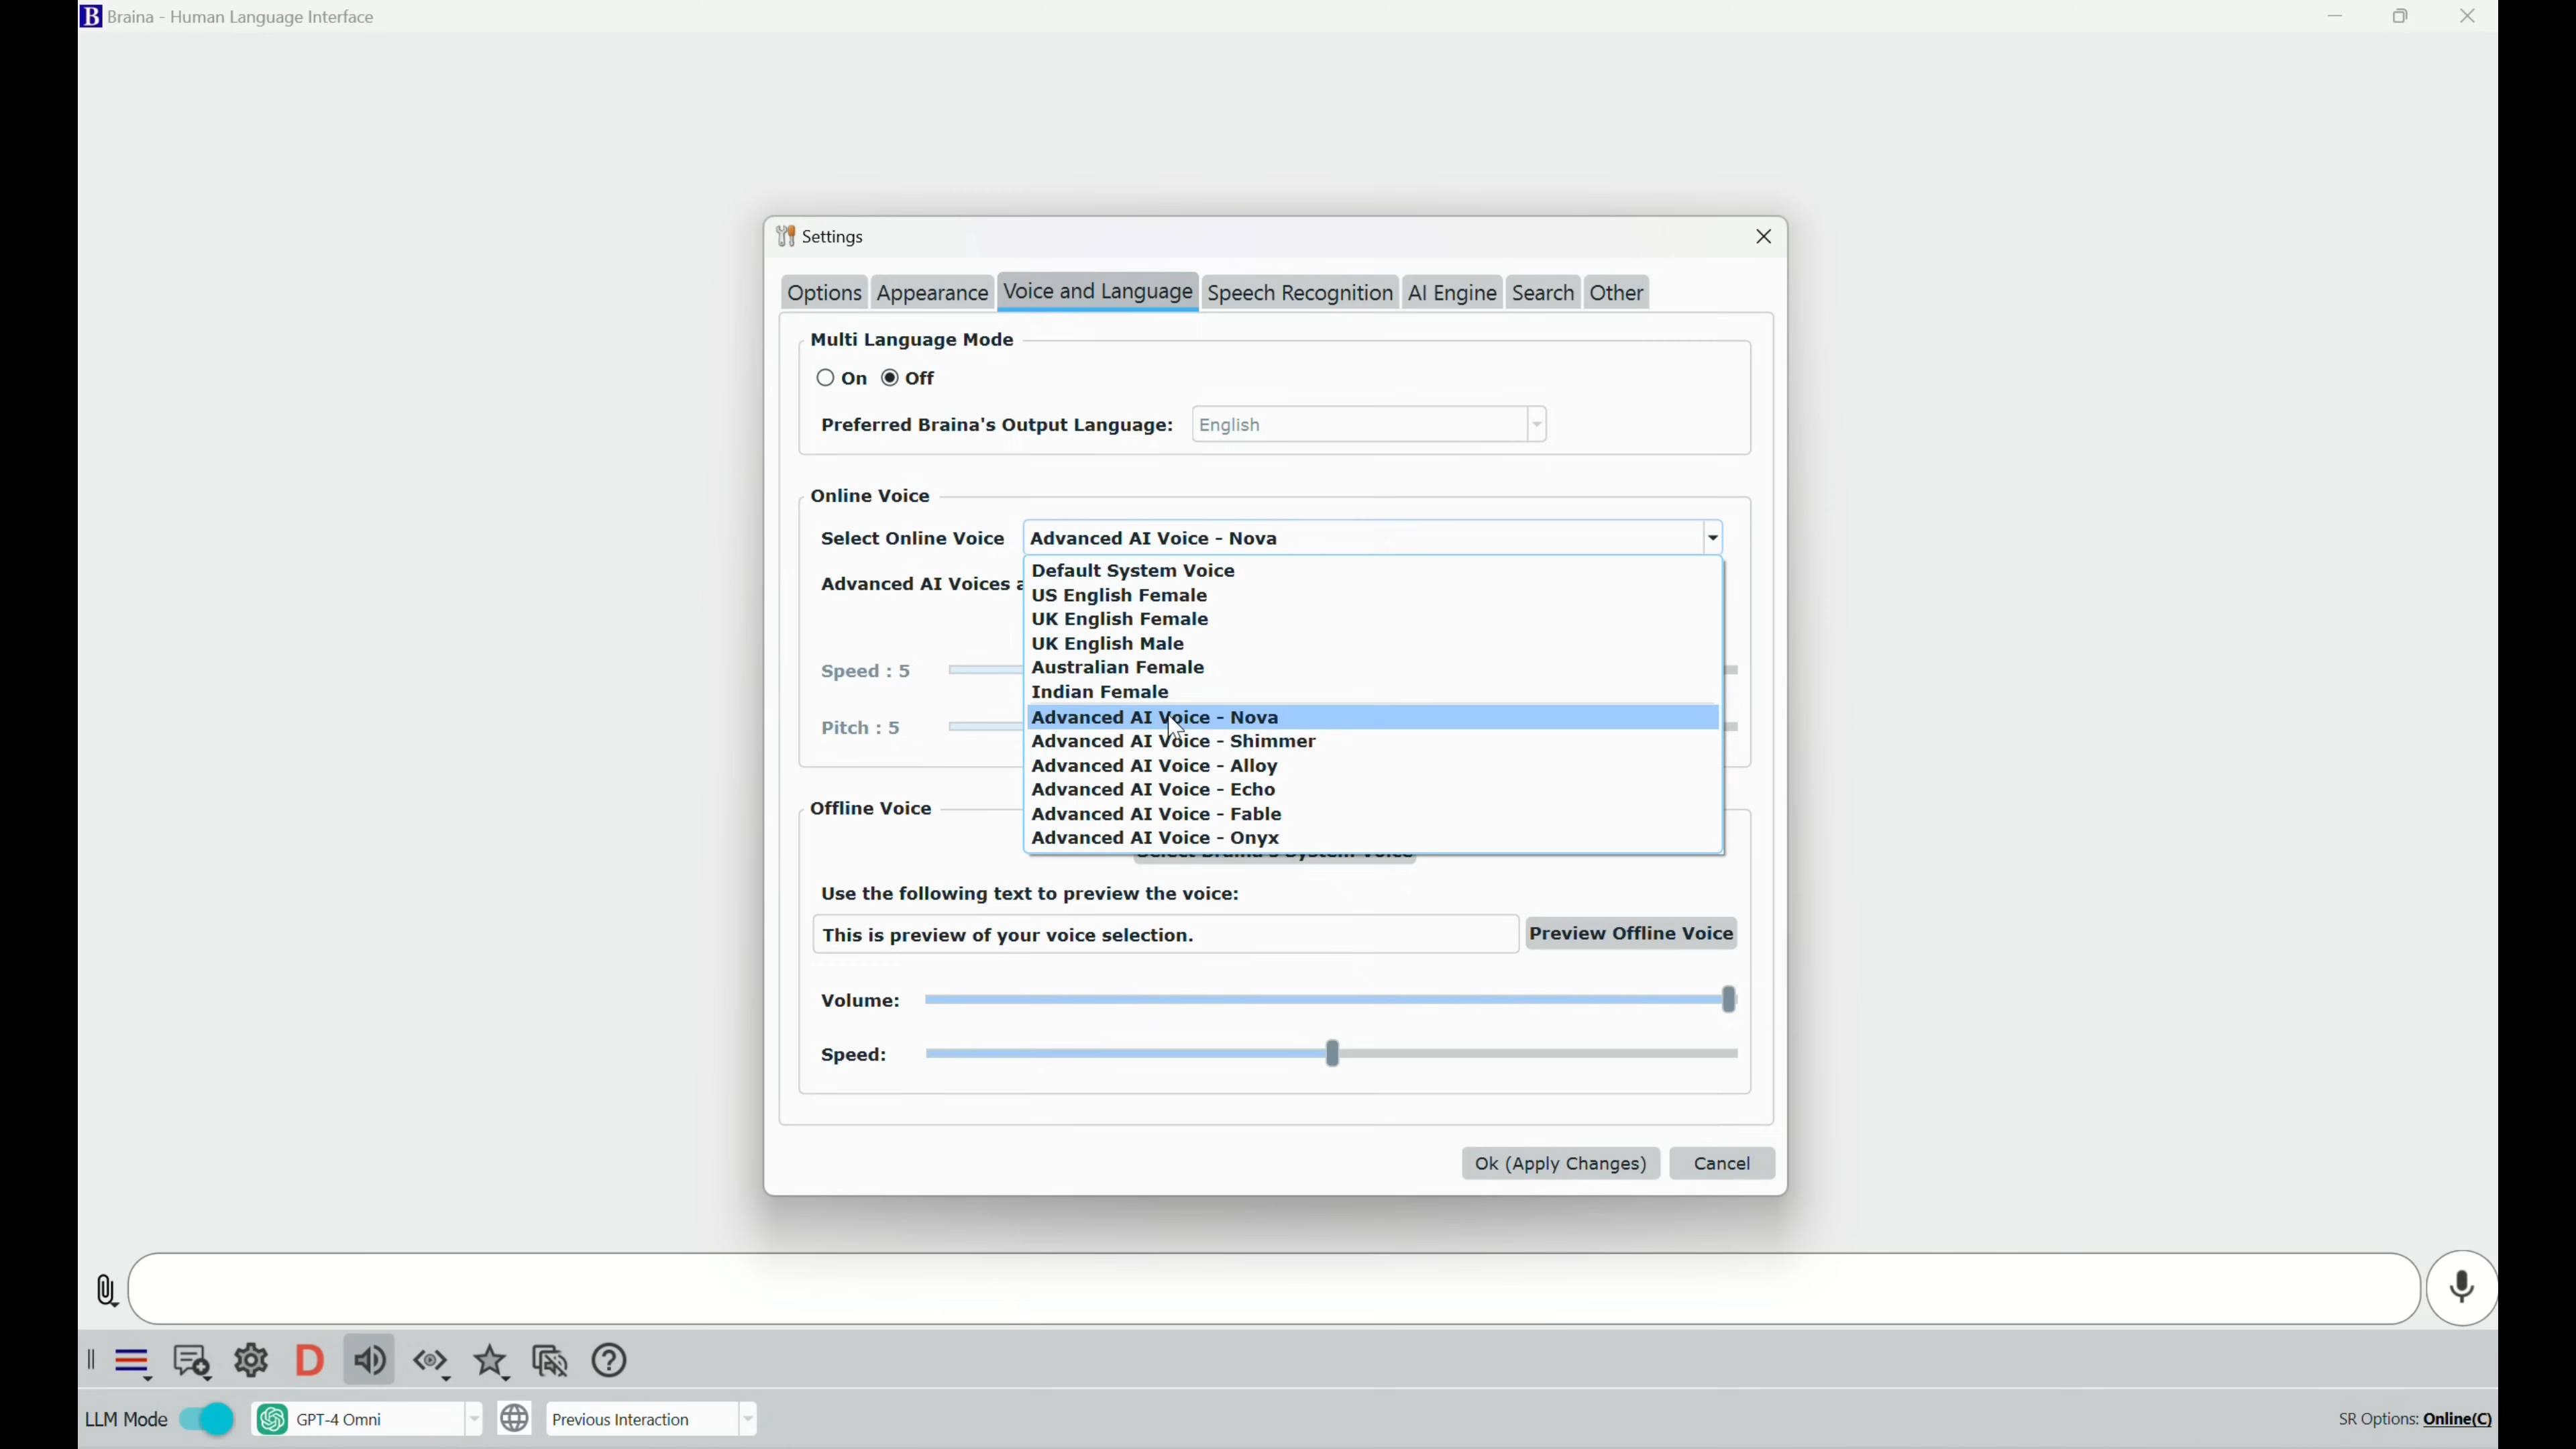 B Braina - Human Language Interface
Settings
Options Appearance Voice and Language Speech Recognition AI Engine Search Other
Multi Language Mode
On Off
Preferred Braina's Output Language: English
Online Voice
Select Online Voice Advanced AI Voice - Nova
Default System Voice
Advanced AI Voices
US English Female
UK English Female
UK English Male
Australian Female
Speed : 5
Indian Female
Advanced AI Voice - Nova
Pitch : 5
Advanced AI Voice - Shimmer
Advanced AI Voice - Alloy
Advanced AI Voice - Echo
Offline Voice
Advanced AI Voice - Fable
Advanced AI Voice - Onyx
Use the following text to preview the voice:
This is preview of your voice selection. Preview Offline Voice
Volume:
Speed:
Ok (Apply Changes) Cancel
D
LLM Mode GPT-4 Omni Previous Interaction SR Options: Online(C)